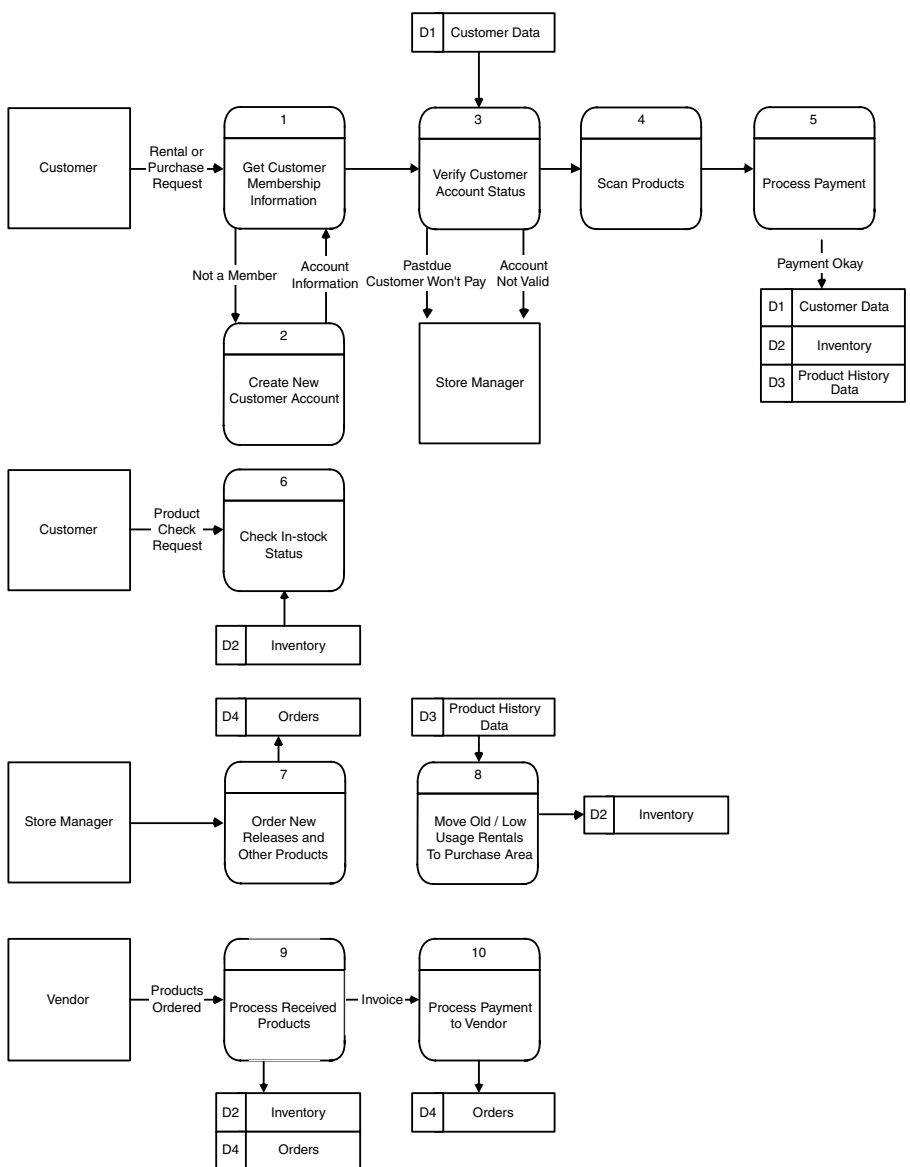 D1 Customer Data
1
3
4
5
Customer
Rental or
Purchase
Request
Get Customer
Membership
Information
Verify Customer
Account Status
Scan Products
Process Payment
Not a Member
Account
Information
Pastdue
Customer Won't Pay
Account
Not Valid
Payment Okay
D1 Customer Data
D2 Inventory
D3 Product History
Data
2
Create New
Customer Account
Store Manager
6
Customer
Product
Check
Request
Check In-stock
Status
D2 Inventory
D4 Orders
D3 Product History
Data
7
8
Store Manager
Order New
Releases and
Other Products
Move Old / Low
Usage Rentals
To Purchase Area
D2 Inventory
9
10
Vendor
Products
Ordered
Process Received
Products
Invoice
Process Payment
to Vendor
D2 Inventory
D4 Orders
D4 Orders